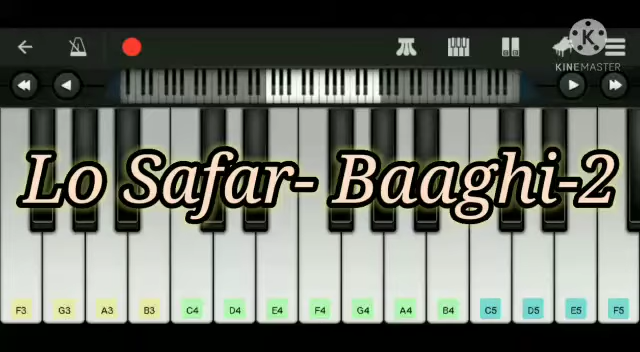 K
KINEMASTER
Lo Safar- Baaghi-2
F3 G3 A3 B3 C4 D4 E4 F4 G4 A4 B4 C5 D5 E5 F5